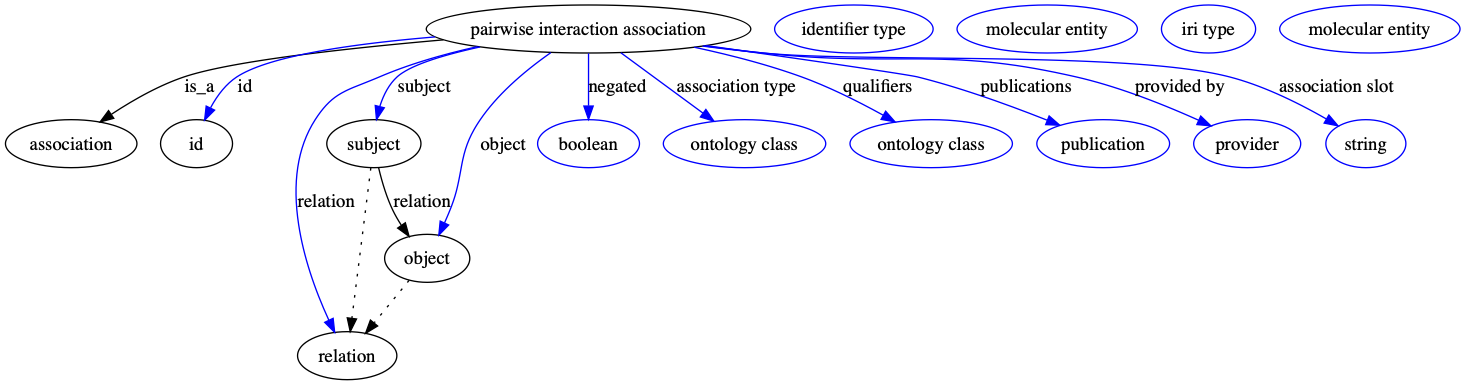 pairwise interaction association
identifier type
molecular entity
iri type
molecular entity
is_a
id
subject
negated
association type
qualifiers
publications
provided by
association slot
association
id
subject
object
boolean
ontology class
ontology class
publication
provider
string
relation
relation
object
relation